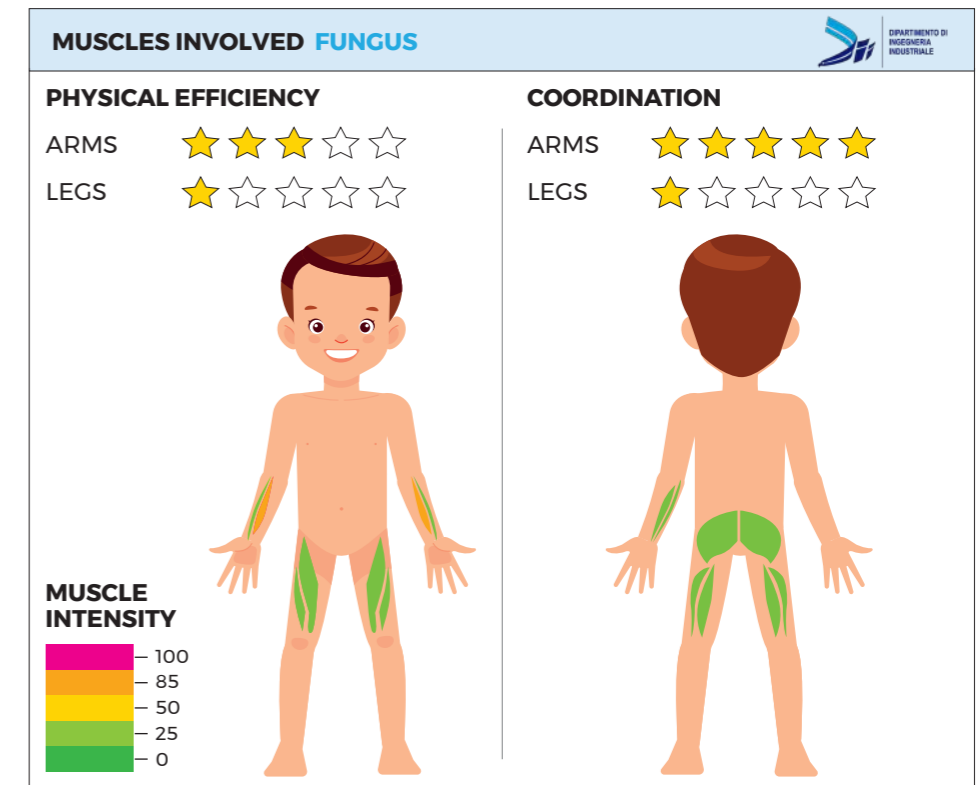 MUSCLES INVOLVED FUNGUS
DIPARTIMENTO DI
INGEGNERIA
INDUSTRIALE
PHYSICAL EFFICIENCY
ARMS
LEGS
COORDINATION
ARMS
LEGS
MUSCLE
INTENSITY
100
85
50
25
0